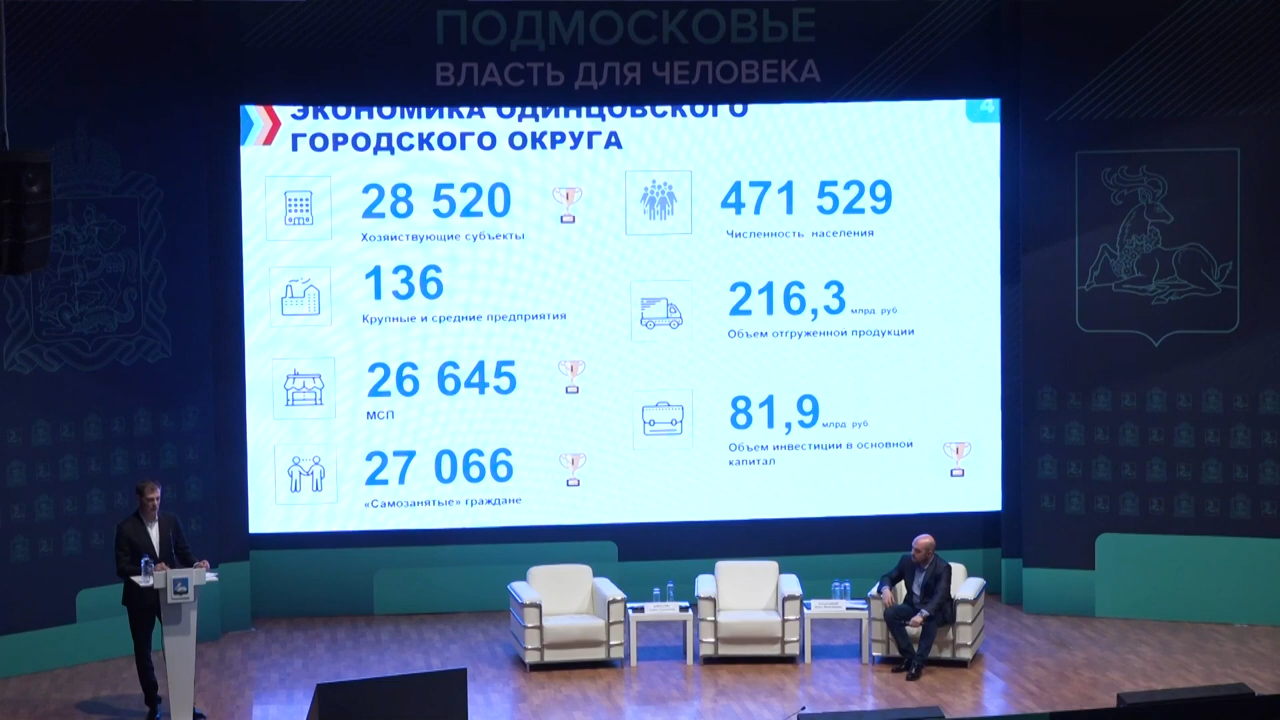 ПОДМОСКОВЬЕ
ВЛАСТЬ ДЛЯ ЧЕЛОВЕКА
ЭКОНОМИКА ОДИНЦОВСКОГО
ГОРОДСКОГО ОКРУГА
4
28 520
Хозяйствующие субъекты
136
Крупные и средние предприятия
26 645
МСП
27 066
«Самозанятые» граждане
471 529
Численность населения
216,3 млрд руб
Объем отгруженной продукции
81,9 млрд руб
Объем инвестиции в основной
капитал